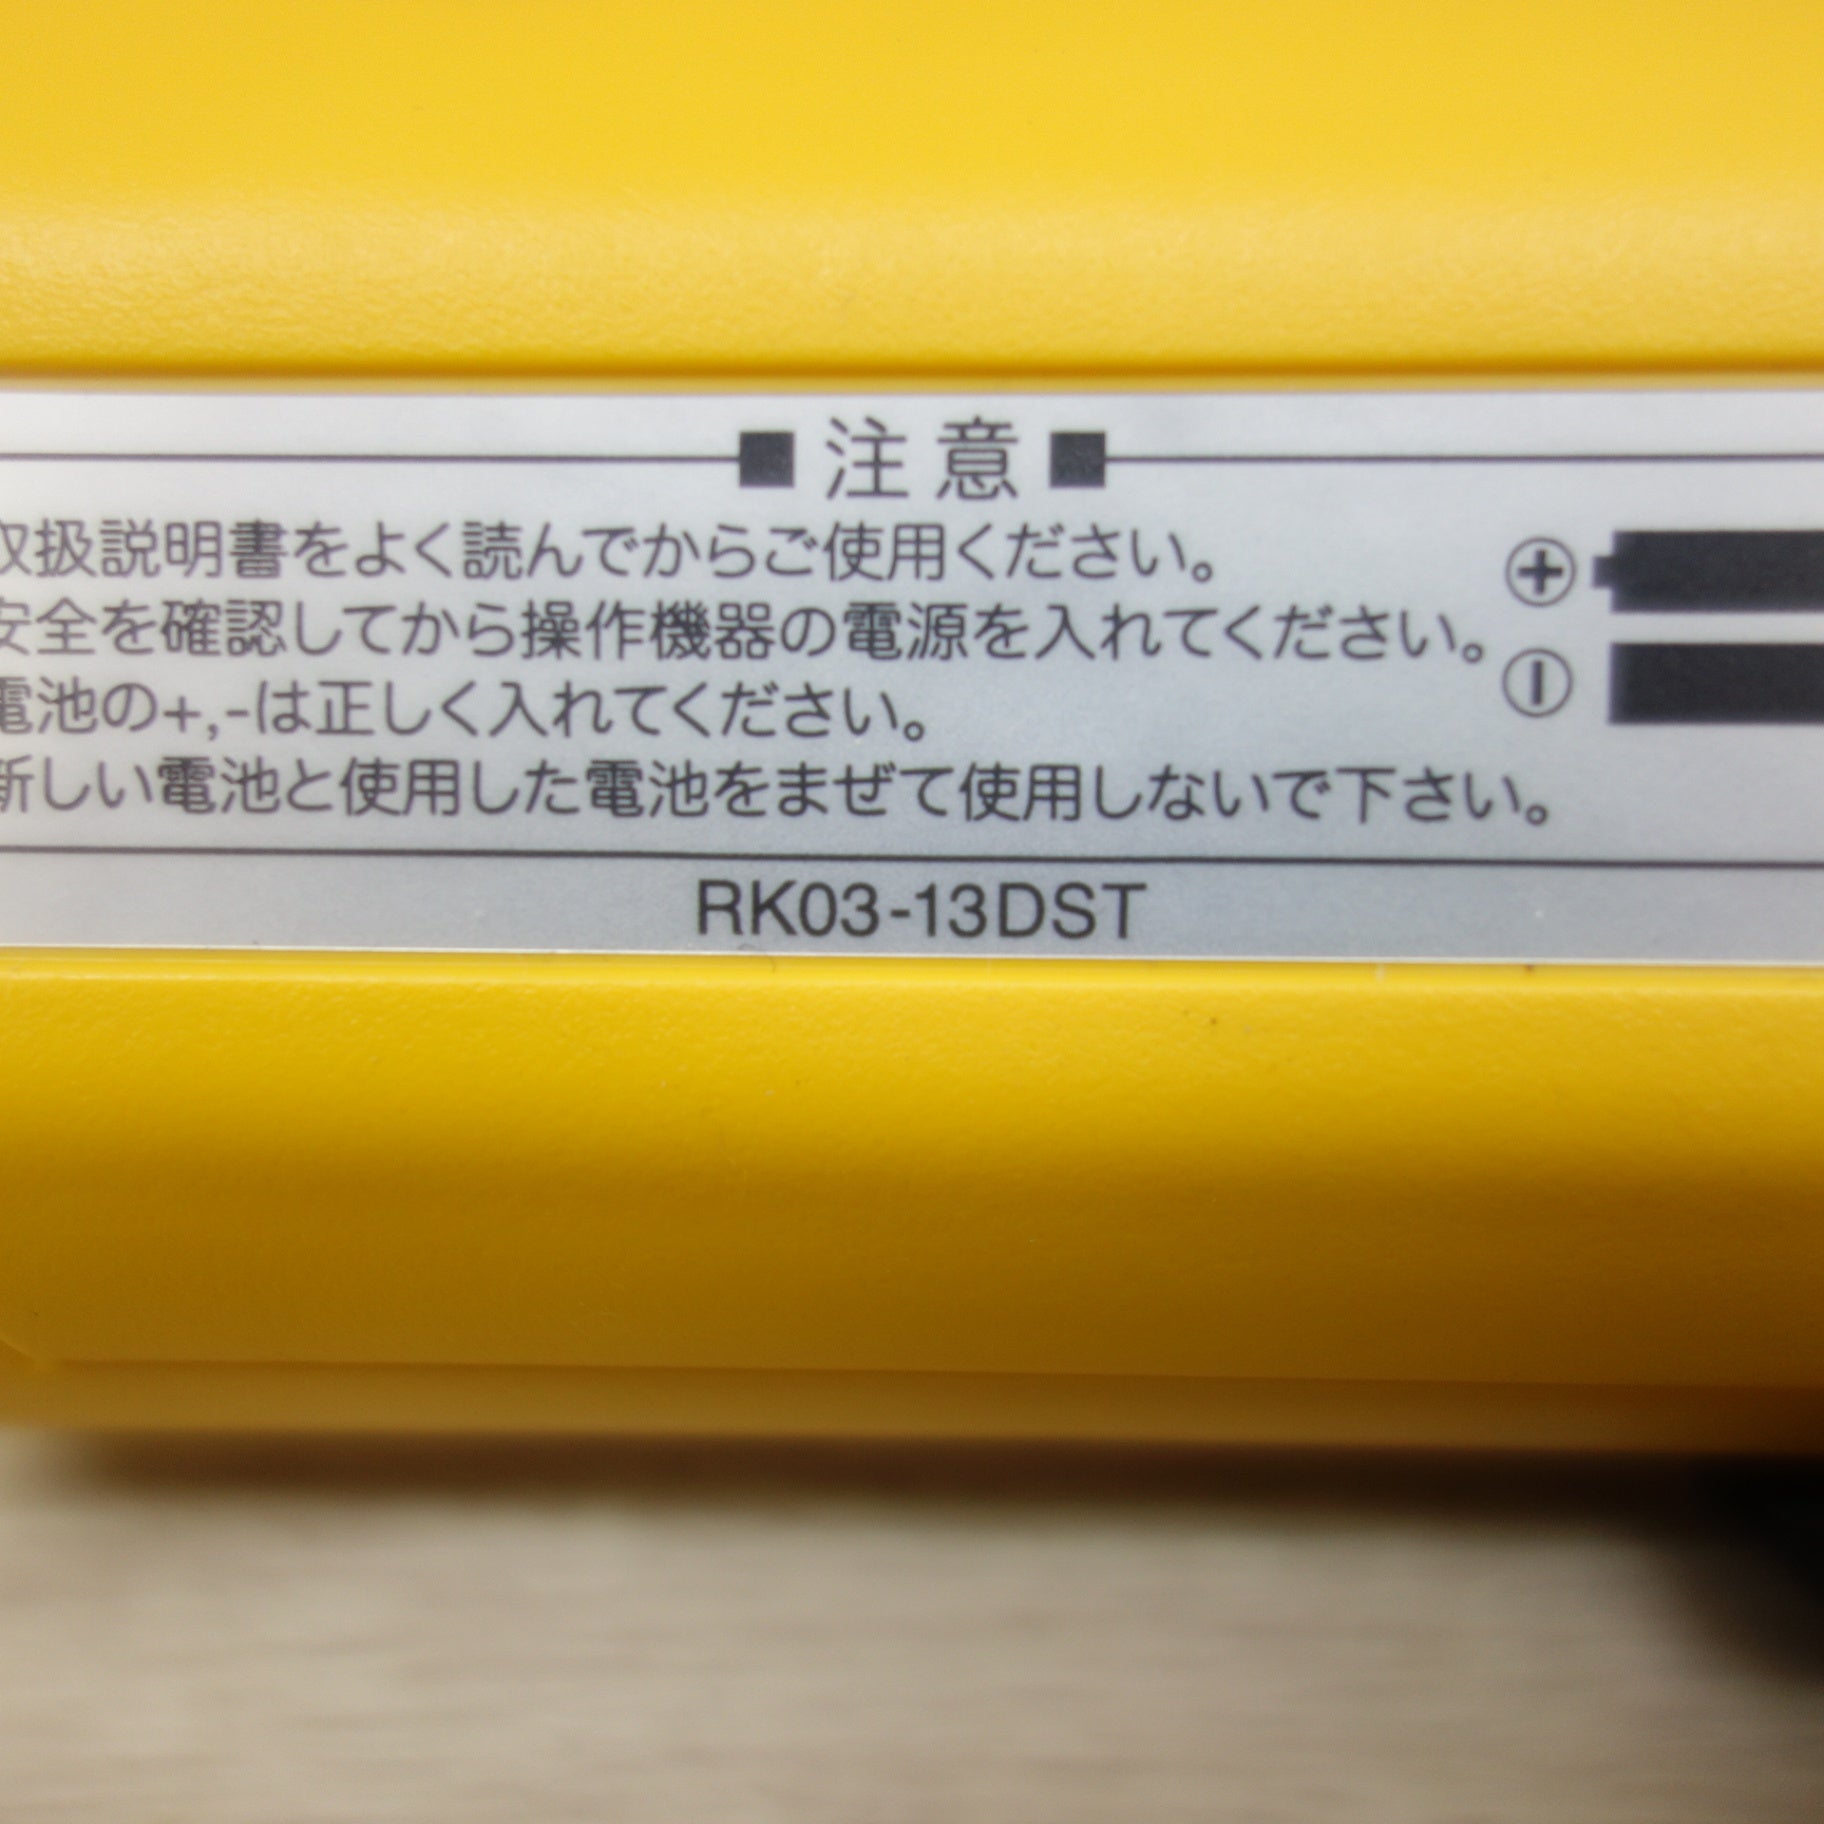 ■ 注意 ■
取扱説明書をよく読んでからご使用ください。
安全を確認してから操作機器の電源を入れてください。
電池の+,-は正しく入れてください。
新しい電池と使用した電池をまぜて使用しないで下さい。
⊕
⊖
RK03-13DST